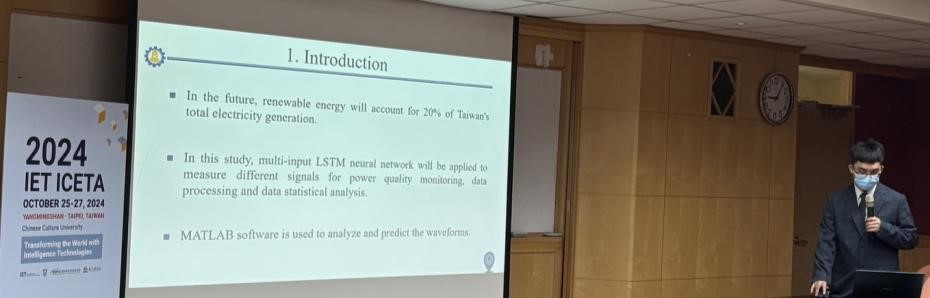 2024
IET ICETA
OCTOBER 25-27, 2024
YANGMINGSHAN · TAIPEI, TAIWAN
Chinese Culture University
Transforming the World with
Intelligence Technologies
1. Introduction
▪ In the future, renewable energy will account for 20% of Taiwan's
total electricity generation.
▪ In this study, multi-input LSTM neural network will be applied to
measure different signals for power quality monitoring, data
processing and data statistical analysis.
▪ MATLAB software is used to analyze and predict the waveforms.